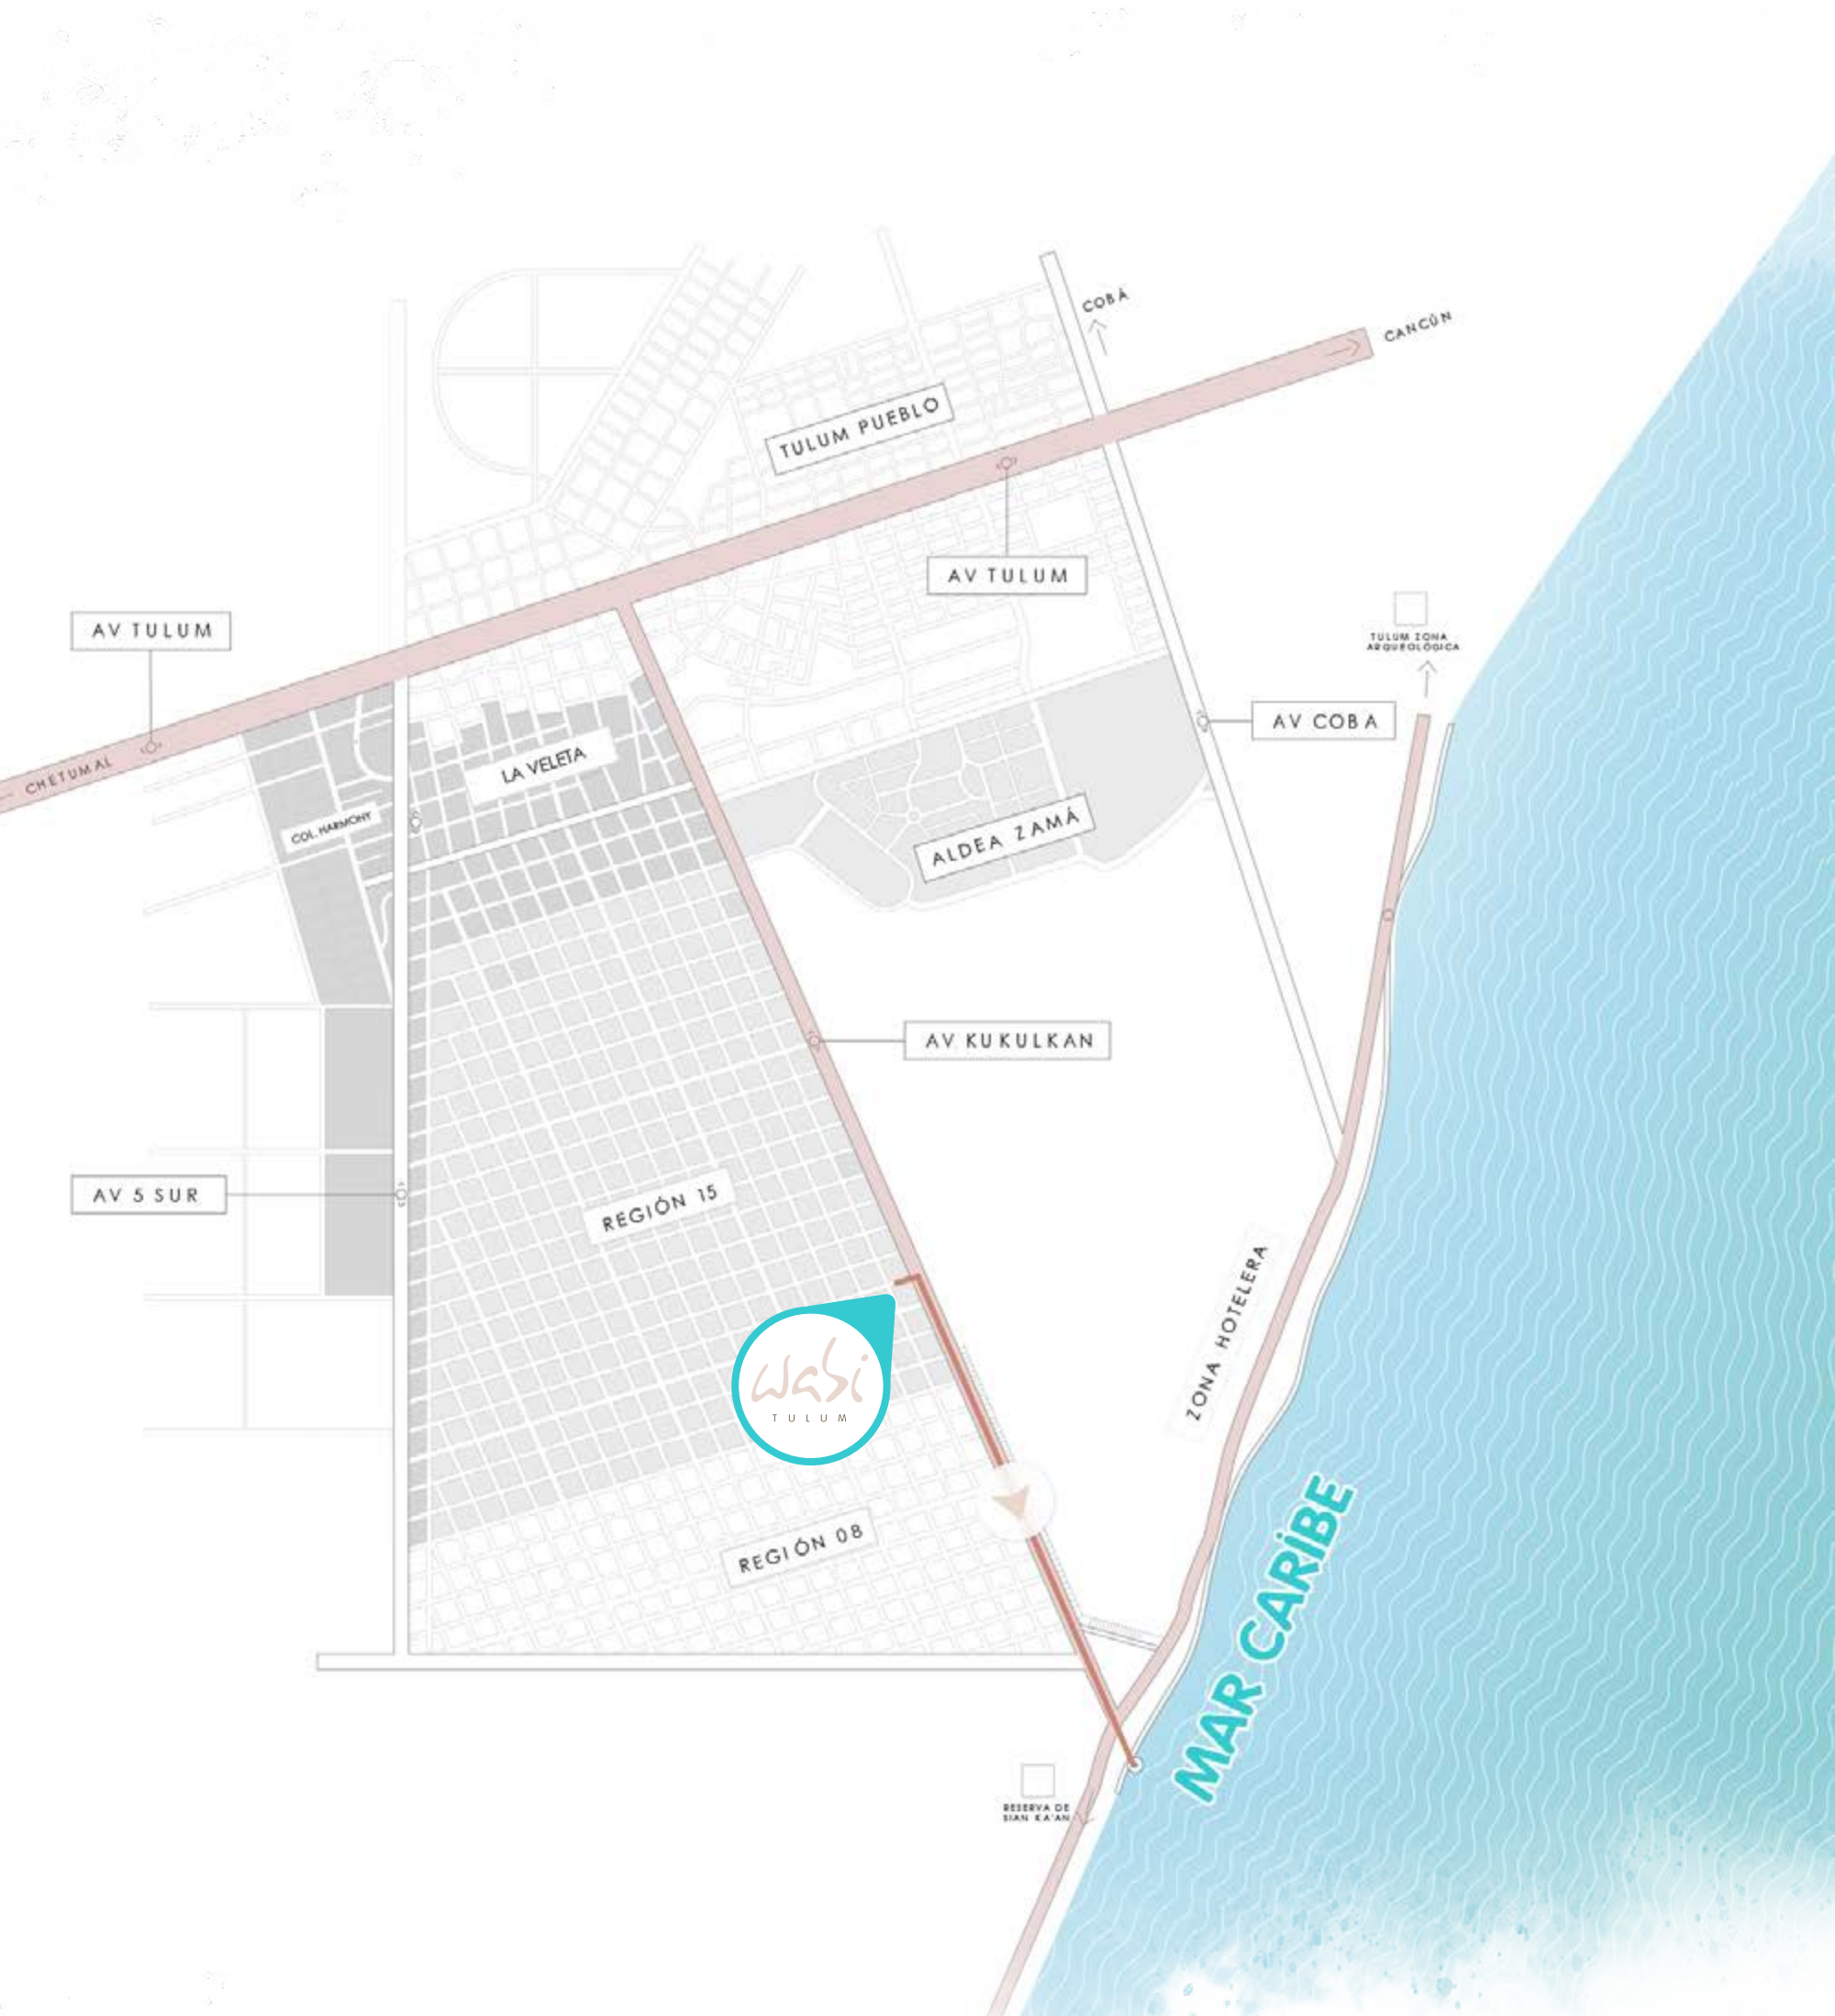 COBÁ
CANCÚN
TULUM PUEBLO
AV TULUM
AV TULUM
TULUM ZONA
ARQUEOLÓGICA
AV COBA
CHETUMAL
LA VELETA
COL. HARMONY
ALDEA ZAMÁ
AV KUKULKAN
AV 5 SUR
REGIÓN 15
ZONA HOTELERA
wabi
TULUM
REGIÓN 08
MAR CARİBE
RESERVA DE
SIAN KA'AN